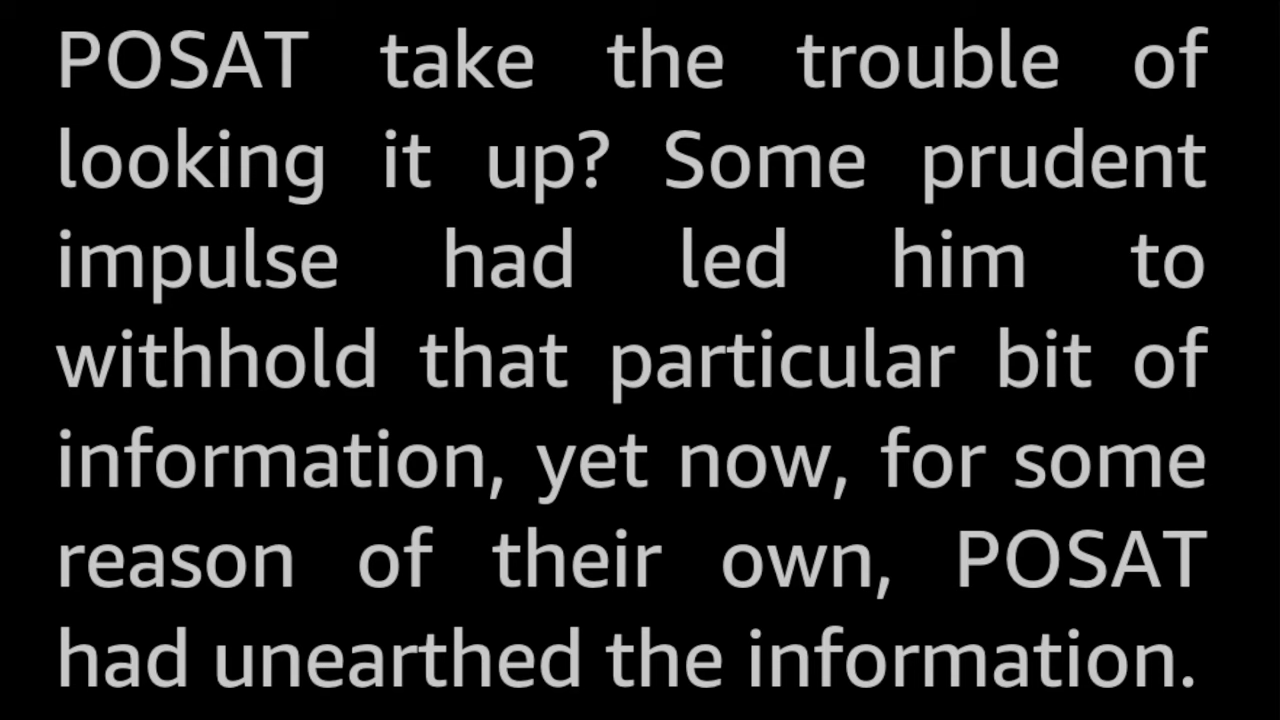 POSAT take the trouble of
looking it up? Some prudent
impulse had led him to
withhold that particular bit of
information, yet now, for some
reason of their own, POSAT
had unearthed the information.